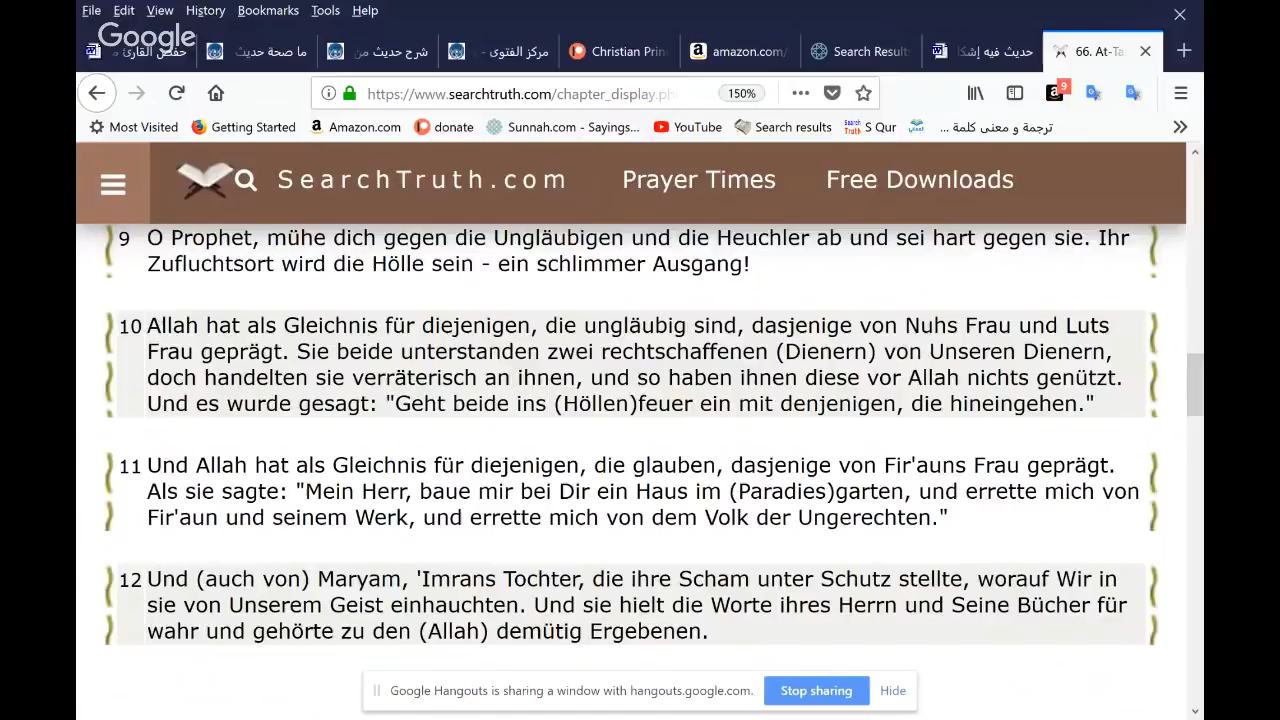 File Edit View History Bookmarks Tools Help
Google
حفص القارئ م
ما صحة حديث
شرح حديث من
مركز الفتوى -
Christian Prin
amazon.com/
Search Result
حديث فيه إشكا
66. At-Ta
https://www.searchtruth.com/chapter_display.ph 150% 9
Most Visited Getting Started Amazon.com donate Sunnah.com - Sayings... YouTube Search results Search Truth S Qur ترجمة و معنى كلمة ...
SearchTruth.com Prayer Times Free Downloads
9 O Prophet, mühe dich gegen die Ungläubigen und die Heuchler ab und sei hart gegen sie. Ihr
Zufluchtsort wird die Hölle sein - ein schlimmer Ausgang!
10 Allah hat als Gleichnis für diejenigen, die ungläubig sind, dasjenige von Nuhs Frau und Luts
Frau geprägt. Sie beide unterstanden zwei rechtschaffenen (Dienern) von Unseren Dienern,
doch handelten sie verräterisch an ihnen, und so haben ihnen diese vor Allah nichts genützt.
Und es wurde gesagt: "Geht beide ins (Höllen)feuer ein mit denjenigen, die hineingehen."
11 Und Allah hat als Gleichnis für diejenigen, die glauben, dasjenige von Fir'auns Frau geprägt.
Als sie sagte: "Mein Herr, baue mir bei Dir ein Haus im (Paradies)garten, und errette mich von
Fir'aun und seinem Werk, und errette mich von dem Volk der Ungerechten."
12 Und (auch von) Maryam, 'Imrans Tochter, die ihre Scham unter Schutz stellte, worauf Wir in
sie von Unserem Geist einhauchten. Und sie hielt die Worte ihres Herrn und Seine Bücher für
wahr und gehörte zu den (Allah) demütig Ergebenen.
Google Hangouts is sharing a window with hangouts.google.com. Stop sharing Hide